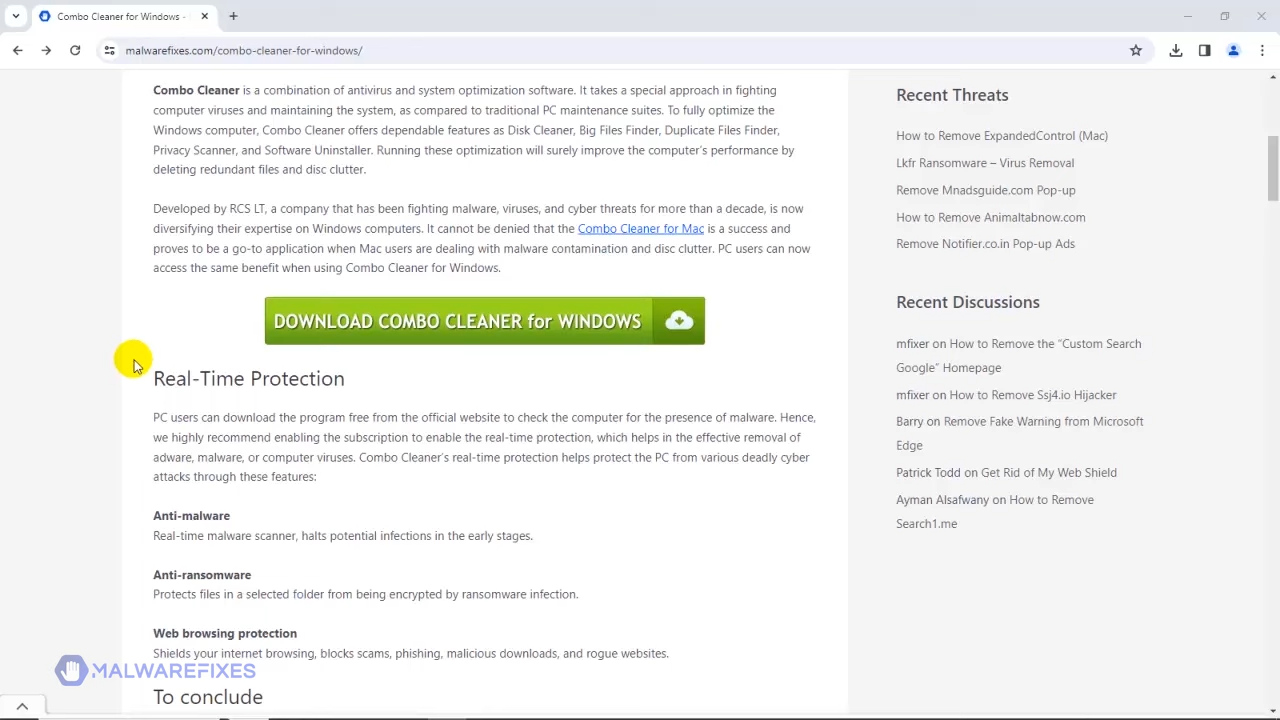 Combo Cleaner for Windows -
malwarefixes.com/combo-cleaner-for-windows/
Combo Cleaner is a combination of antivirus and system optimization software. It takes a special approach in fighting
computer viruses and maintaining the system, as compared to traditional PC maintenance suites. To fully optimize the
Windows computer, Combo Cleaner offers dependable features as Disk Cleaner, Big Files Finder, Duplicate Files Finder,
Privacy Scanner, and Software Uninstaller. Running these optimization will surely improve the computer's performance by
deleting redundant files and disc clutter.
Developed by RCS LT, a company that has been fighting malware, viruses, and cyber threats for more than a decade, is now
diversifying their expertise on Windows computers. It cannot be denied that the Combo Cleaner for Mac is a success and
proves to be a go-to application when Mac users are dealing with malware contamination and disc clutter. PC users can now
access the same benefit when using Combo Cleaner for Windows.
DOWNLOAD COMBO CLEANER for WINDOWS
Real-Time Protection
PC users can download the program free from the official website to check the computer for the presence of malware. Hence,
we highly recommend enabling the subscription to enable the real-time protection, which helps in the effective removal of
adware, malware, or computer viruses. Combo Cleaner's real-time protection helps protect the PC from various deadly cyber
attacks through these features:
Anti-malware
Real-time malware scanner, halts potential infections in the early stages.
Anti-ransomware
Protects files in a selected folder from being encrypted by ransomware infection.
Web browsing protection
Shields your internet browsing, blocks scams, phishing, malicious downloads, and rogue websites.
MALWAREFIXES
To conclude
Recent Threats
How to Remove ExpandedControl (Mac)
Lkfr Ransomware – Virus Removal
Remove Mnadsguide.com Pop-up
How to Remove Animaltabnow.com
Remove Notifier.co.in Pop-up Ads
Recent Discussions
mfixer on How to Remove the “Custom Search
Google” Homepage
mfixer on How to Remove Ssj4.io Hijacker
Barry on Remove Fake Warning from Microsoft
Edge
Patrick Todd on Get Rid of My Web Shield
Ayman Alsafwany on How to Remove
Search1.me